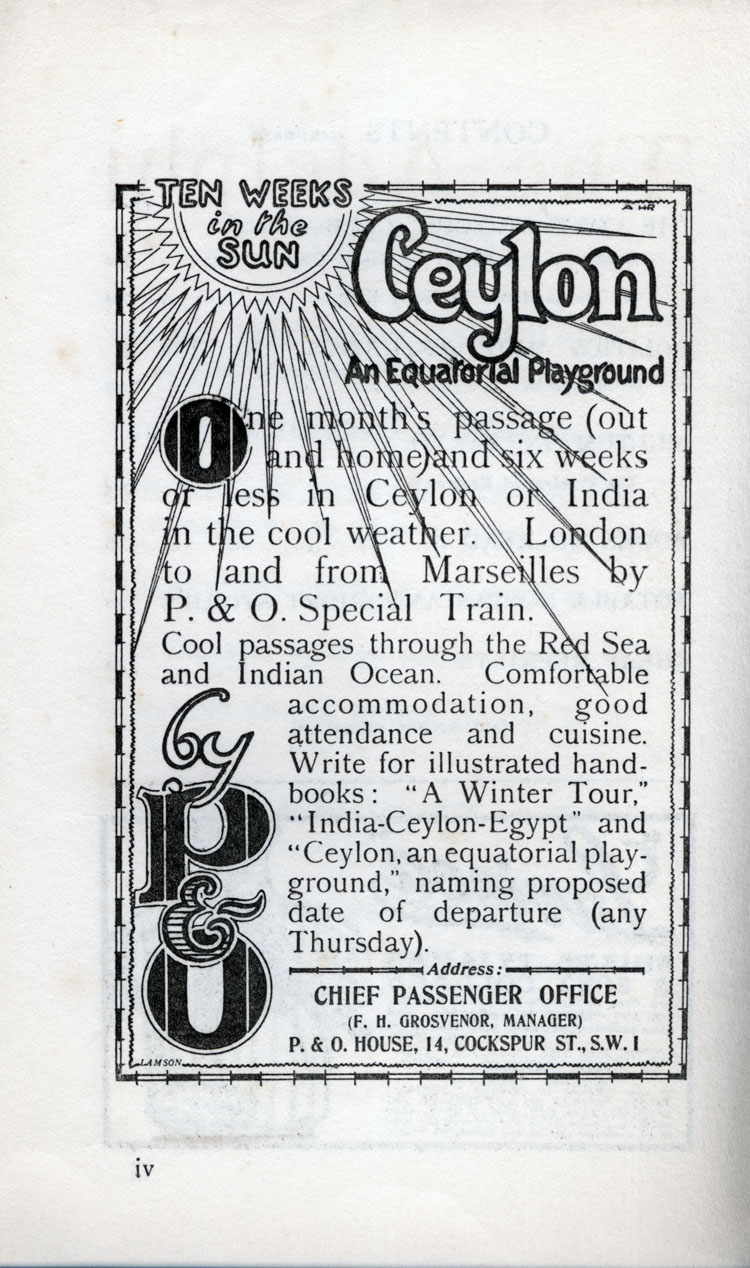 TEN WEEKS
in the
SUN
A HR
Ceylon
An Equatorial Playground
One month's passage (out
and home) and six weeks
or less in Ceylon or India
in the cool weather. London
to and from Marseilles by
P. & O. Special Train.
Cool passages through the Red Sea
and Indian Ocean. Comfortable
accommodation, good
attendance and cuisine.
Write for illustrated hand-
books: "A Winter Tour,"
"India-Ceylon-Egypt" and
"Ceylon, an equatorial play-
ground," naming proposed
date of departure (any
Thursday).
by
P
&
O
Address:
CHIEF PASSENGER OFFICE
(F. H. GROSVENOR, MANAGER)
P. & O. HOUSE, 14, COCKSPUR ST., S.W. 1
LAMSON
iv